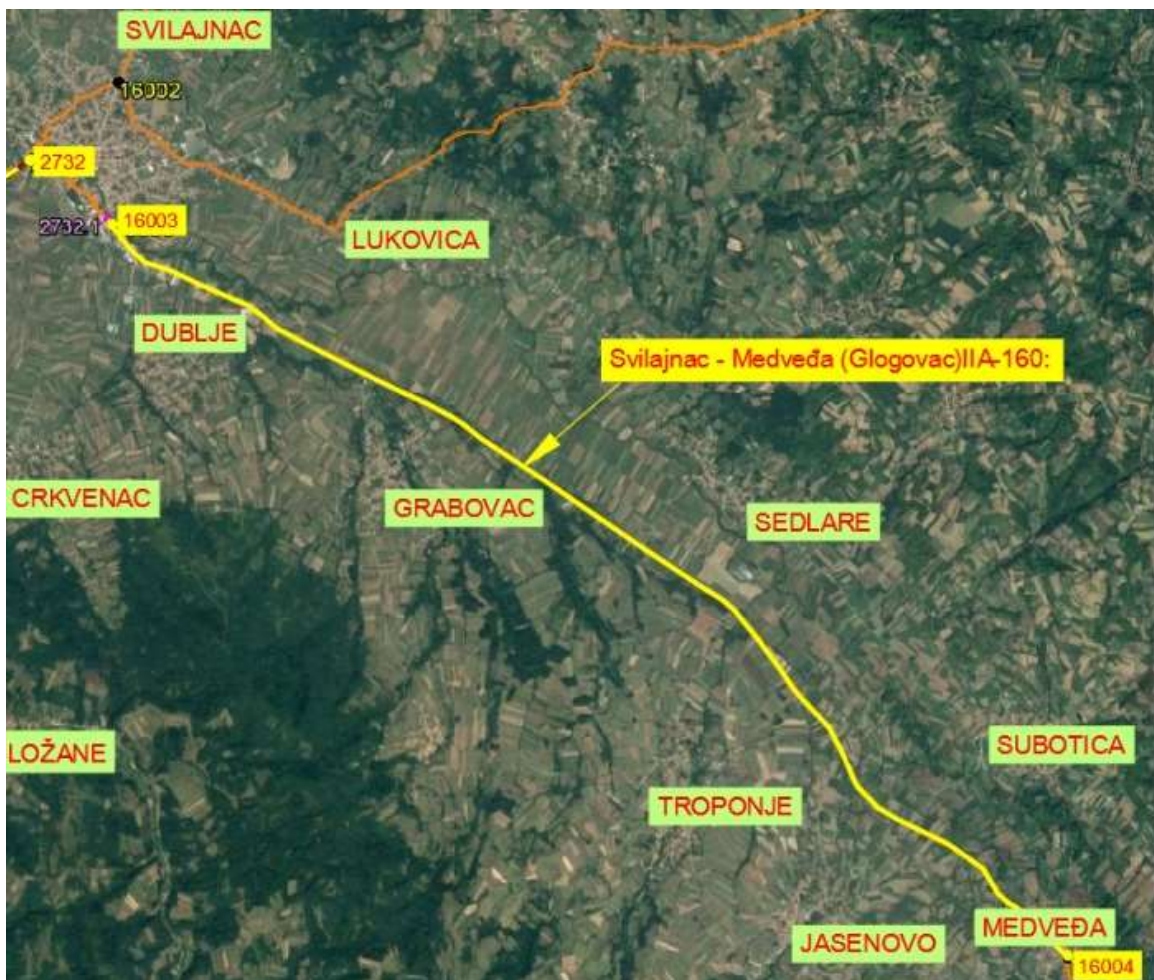 SVILAJNAC
16002
2732
2732.1
16003
LUKOVICA
DUBLJE
Svilajnac - Medveđa (Glogovac)IIA-160:
CRKVENAC
GRABOVAC
SEDLARE
LOŽANE
SUBOTICA
TROPONJE
JASENOVO
MEDVEĐA
16004